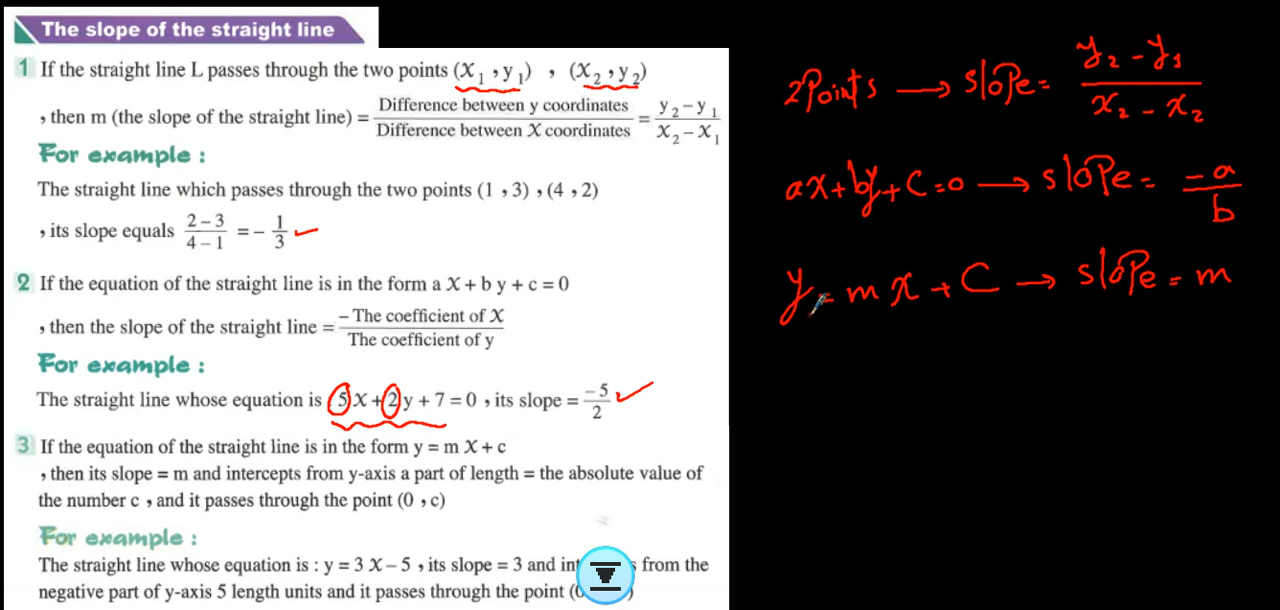 The slope of the straight line
1 If the straight line L passes through the two points (X₁ , y₁) , (X₂ , y₂)
, then m (the slope of the straight line) = Difference between y coordinates / Difference between X coordinates = y₂ – y₁ / X₂ – X₁
For example :
The straight line which passes through the two points (1 , 3) , (4 , 2)
, its slope equals 2 – 3 / 4 – 1 = – 1/3
2 If the equation of the straight line is in the form a X + b y + c = 0
, then the slope of the straight line = – The coefficient of X / The coefficient of y
For example :
The straight line whose equation is 5 X + 2 y + 7 = 0 , its slope = – 5 / 2
3 If the equation of the straight line is in the form y = m X + c
, then its slope = m and intercepts from y-axis a part of length = the absolute value of
the number c , and it passes through the point (0 , c)
For example :
The straight line whose equation is : y = 3 X – 5 , its slope = 3 and from the
negative part of y-axis 5 length units and it passes through the point (
2Points → slope = y₂ - y₁ / x₂ - x₂
ax + by + c = 0 → slope = -a / b
y = mx + C → slope = m